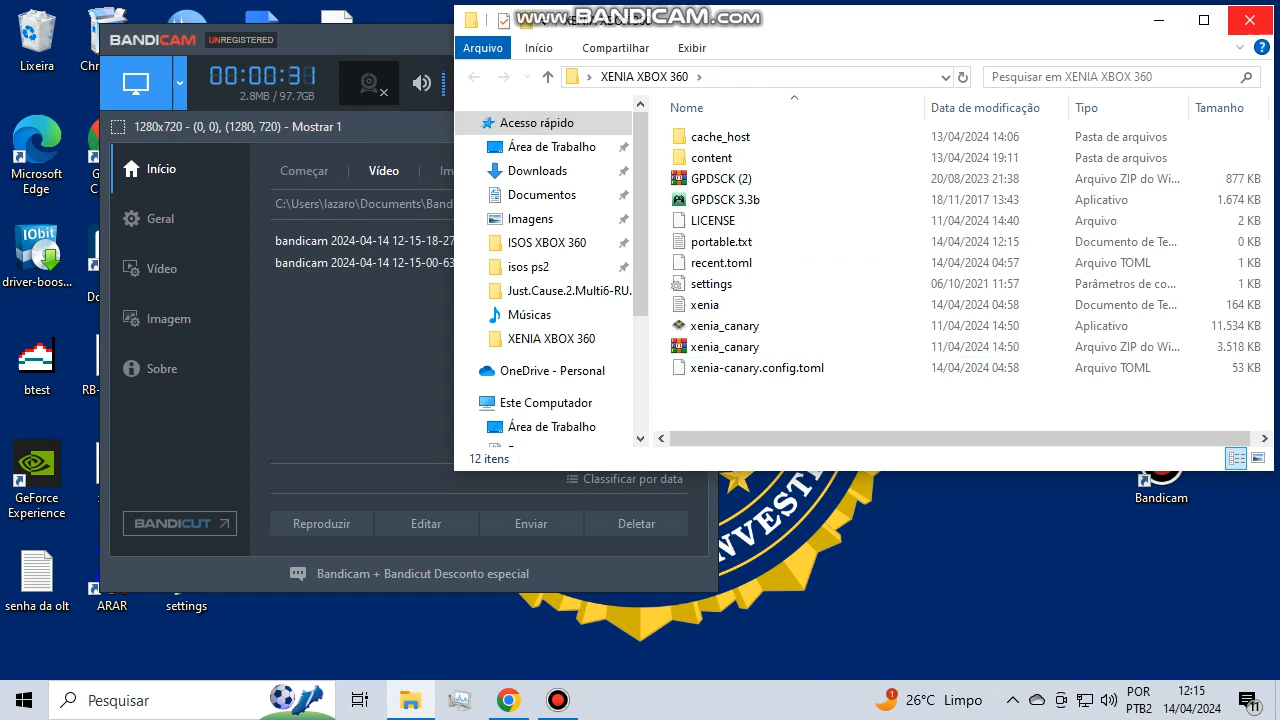 www.BANDICAM.com
Lixeira
Microsoft
Edge
driver-boos...
btest
GeForce
Experience
senha da olt
ARAR
settings
Bandicam
BANDICAM UNREGISTERED
00:00:31
2.8MB / 97.7GB
1280x720 - (0, 0), (1280, 720) - Mostrar 1
Início
Geral
Vídeo
Imagem
Sobre
BANDICUT
Começar
Vídeo
Im
C:\Users\lazaro\Documents\Band
bandicam 2024-04-14 12-15-18-27
bandicam 2024-04-14 12-15-00-63
Classificar por data
Reproduzir Editar Enviar Deletar
Bandicam + Bandicut Desconto especial
Arquivo Início Compartilhar Exibir
XENIA XBOX 360
Pesquisar em XENIA XBOX 360
Acesso rápido
Área de Trabalho
Downloads
Documentos
Imagens
ISOS XBOX 360
isos ps2
Just.Cause.2.Multi6-RU.
Músicas
XENIA XBOX 360
OneDrive - Personal
Este Computador
Área de Trabalho
Nome Data de modificação Tipo Tamanho
cache_host 13/04/2024 14:06 Pasta de arquivos
content 13/04/2024 19:11 Pasta de arquivos
GPDSCK (2) 20/08/2023 21:38 Arquivo ZIP do Wi... 877 KB
GPDSCK 3.3b 18/11/2017 13:43 Aplicativo 1.674 KB
LICENSE 11/04/2024 14:40 Arquivo 2 KB
portable.txt 14/04/2024 12:15 Documento de Te... 0 KB
recent.toml 14/04/2024 04:57 Arquivo TOML 1 KB
settings 06/10/2021 11:57 Parâmetros de co... 1 KB
xenia 14/04/2024 04:58 Documento de Te... 164 KB
xenia_canary 11/04/2024 14:50 Aplicativo 11.534 KB
xenia_canary 11/04/2024 14:50 Arquivo ZIP do Wi... 3.518 KB
xenia-canary.config.toml 14/04/2024 04:58 Arquivo TOML 53 KB
12 itens
INVESTI
Pesquisar
26°C Limpo
POR
PTB2
12:15
14/04/2024
11